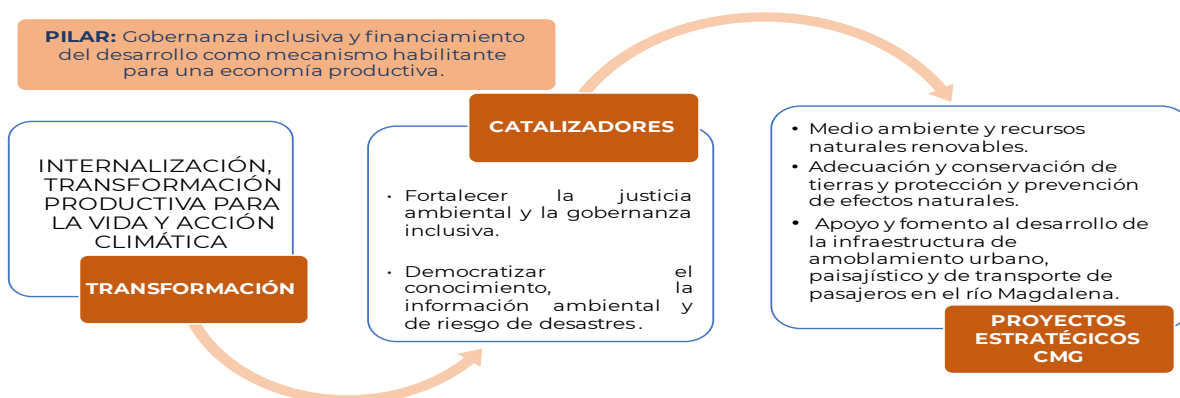 PILAR: Gobernanza inclusiva y financiamiento
del desarrollo como mecanismo habilitante
para una economía productiva.
INTERNALIZACIÓN,
TRANSFORMACIÓN
PRODUCTIVA PARA
LA VIDA Y ACCIÓN
CLIMÁTICA
TRANSFORMACIÓN
CATALIZADORES
· Fortalecer la justicia
ambiental y la gobernanza
inclusiva.
· Democratizar el
conocimiento, la
información ambiental y
de riesgo de desastres.
• Medio ambiente y recursos
naturales renovables.
• Adecuación y conservación de
tierras y protección y prevención
de efectos naturales.
• Apoyo y fomento al desarrollo de
la infraestructura de
amoblamiento urbano,
paisajístico y de transporte de
pasajeros en el río Magdalena.
PROYECTOS
ESTRATÉGICOS
CMG